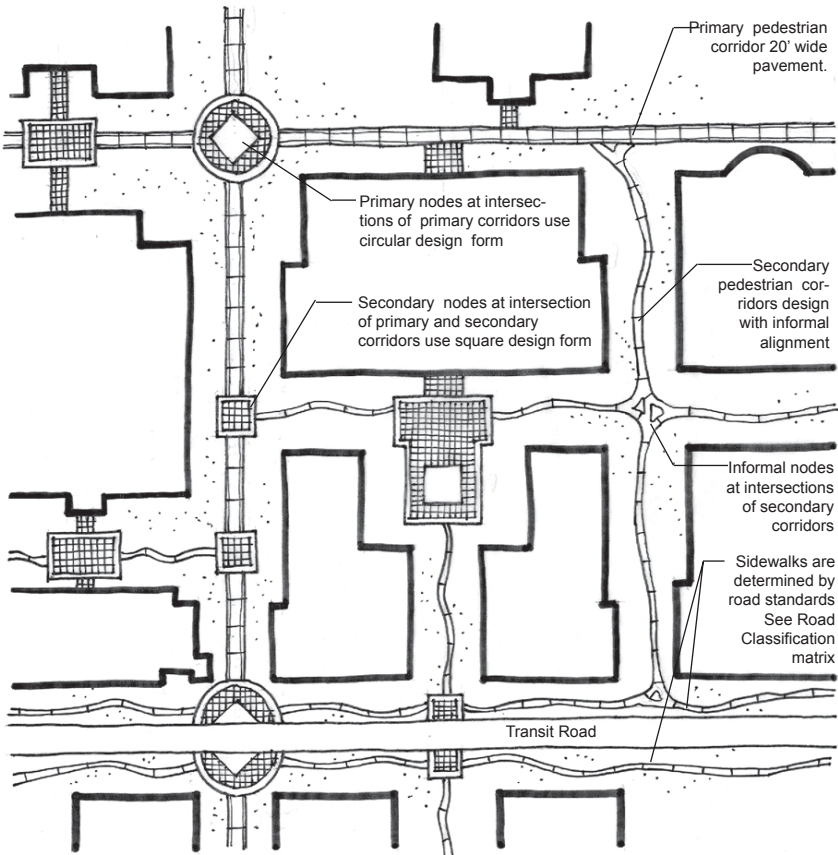 Primary pedestrian
corridor 20' wide
pavement.
Primary nodes at intersec-
tions of primary corridors use
circular design form
Secondary pedestrian cor-
ridors design
with informal
alignment
Secondary nodes at intersection
of primary and secondary
corridors use square design form
Informal nodes
at intersections
of secondary
corridors
Sidewalks are
determined by
road standards
See Road
Classification
matrix
Transit Road